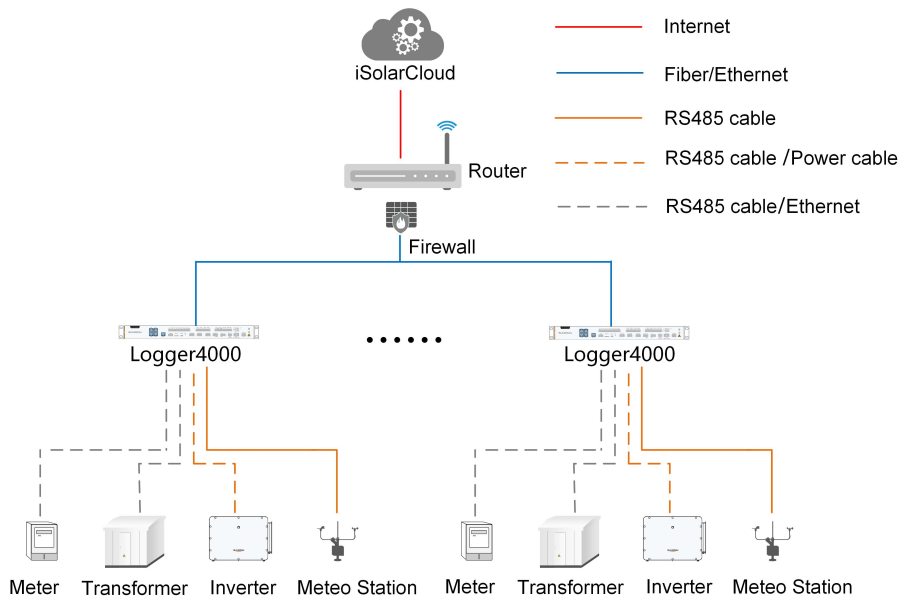 iSolarCloud
Internet
Fiber/Ethernet
RS485 cable
RS485 cable /Power cable
RS485 cable/Ethernet
Router
Firewall
Logger4000
Logger4000
Meter
Transformer
Inverter
Meteo Station
Meter
Transformer
Inverter
Meteo Station